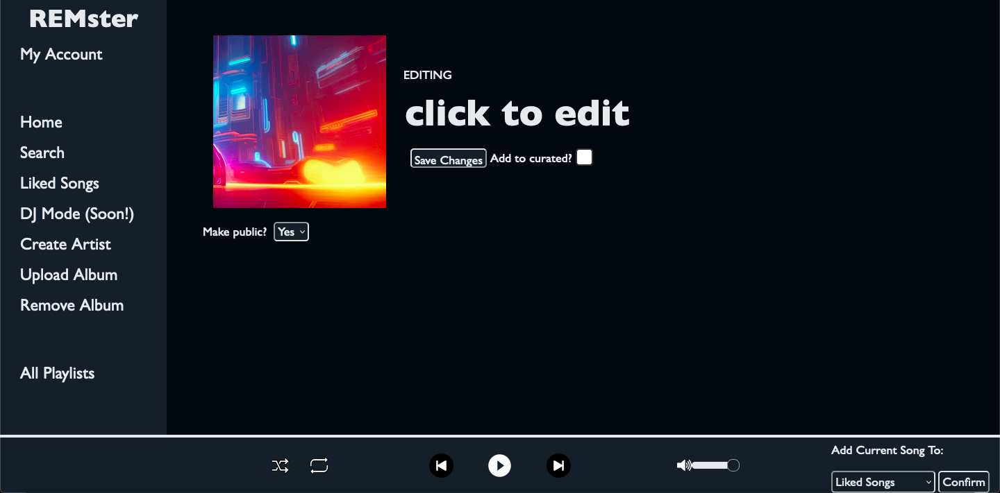 REMster
My Account
Home
Search
Liked Songs
DJ Mode (Soon!)
Create Artist
Upload Album
Remove Album
All Playlists
EDITING
click to edit
Save Changes Add to curated?
Make public? Yes
Add Current Song To:
Liked Songs Confirm